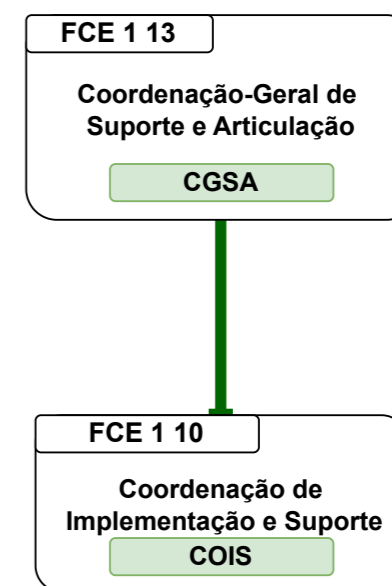 FCE 1 13
Coordenação-Geral de
Suporte e Articulação
CGSA
FCE 1 10
Coordenação de
Implementação e Suporte
COIS